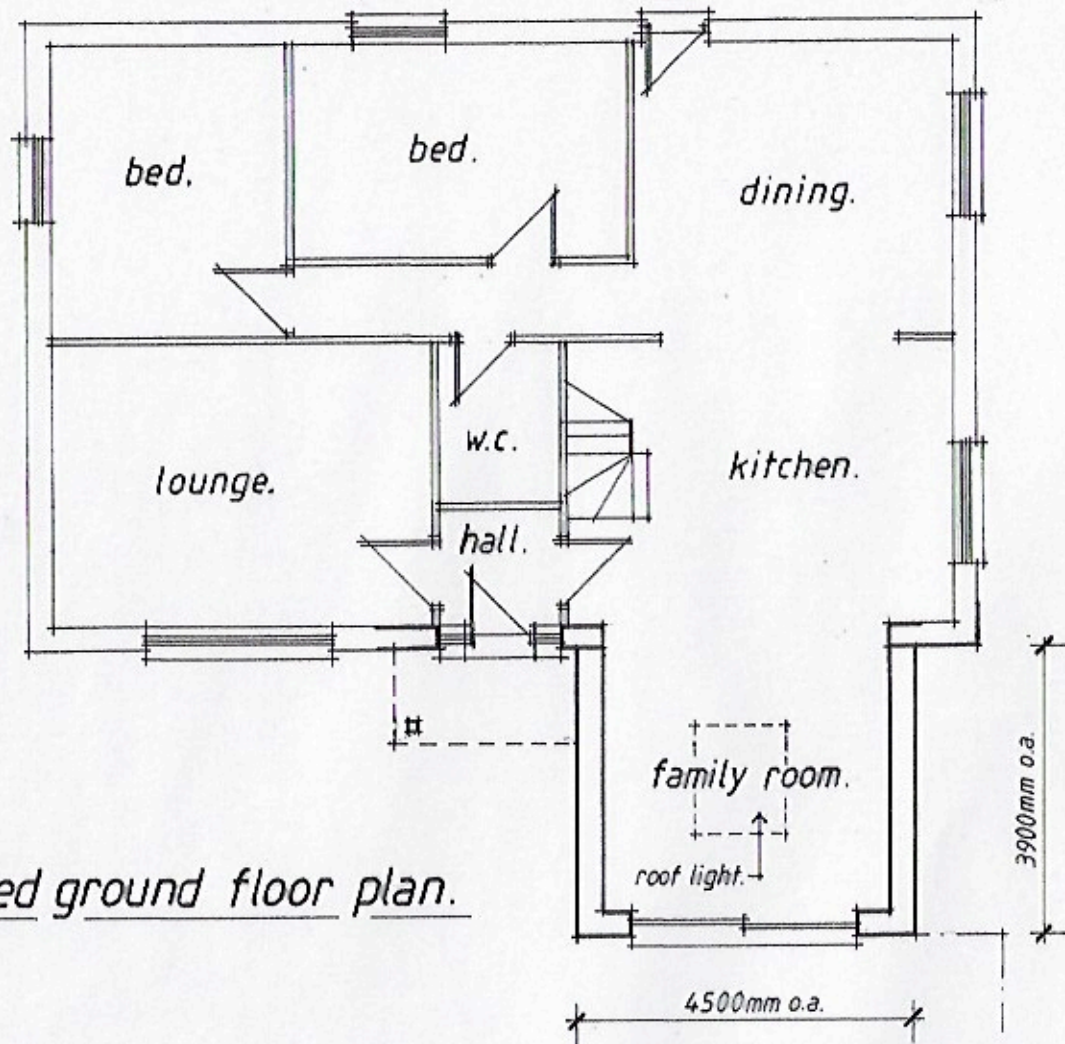 bed.
bed.
dining.
lounge.
w.c.
kitchen.
hall.
family room.
3900mm o.a.
roof light.
ed ground floor plan.
4500mm o.a.